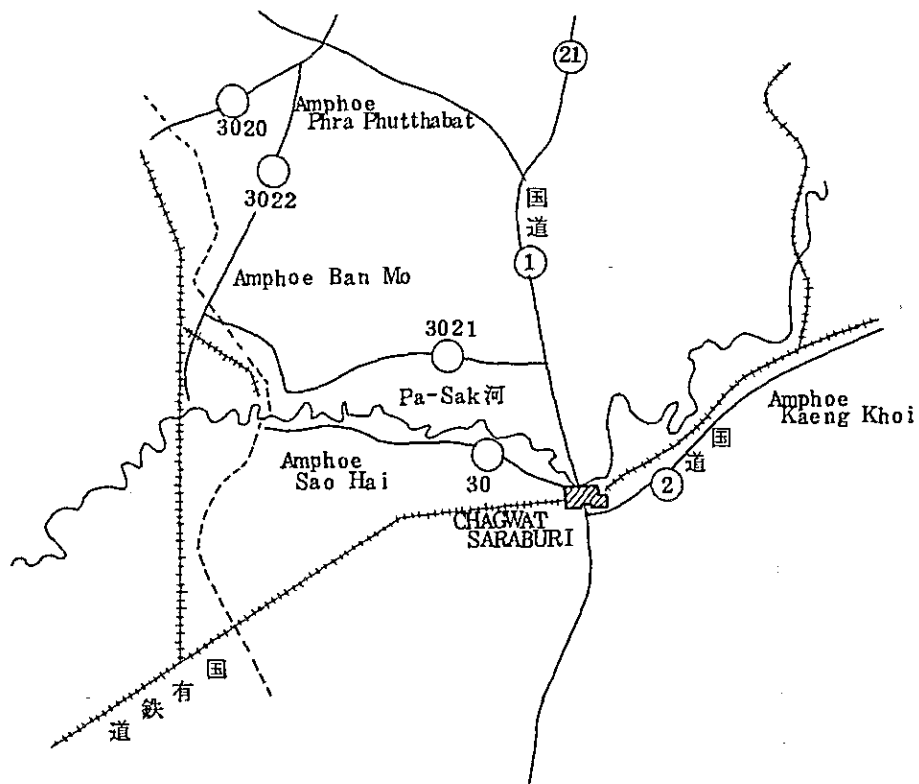 21
3020
Amphoe
Phra Phutthabat
3022
国道
1
Amphoe Ban Mo
3021
Pa-Sak河
Amphoe
Kaeng Khoi
国道
2
Amphoe
Sao Hai
30
CHAGWAT
SARABURI
国有鉄道